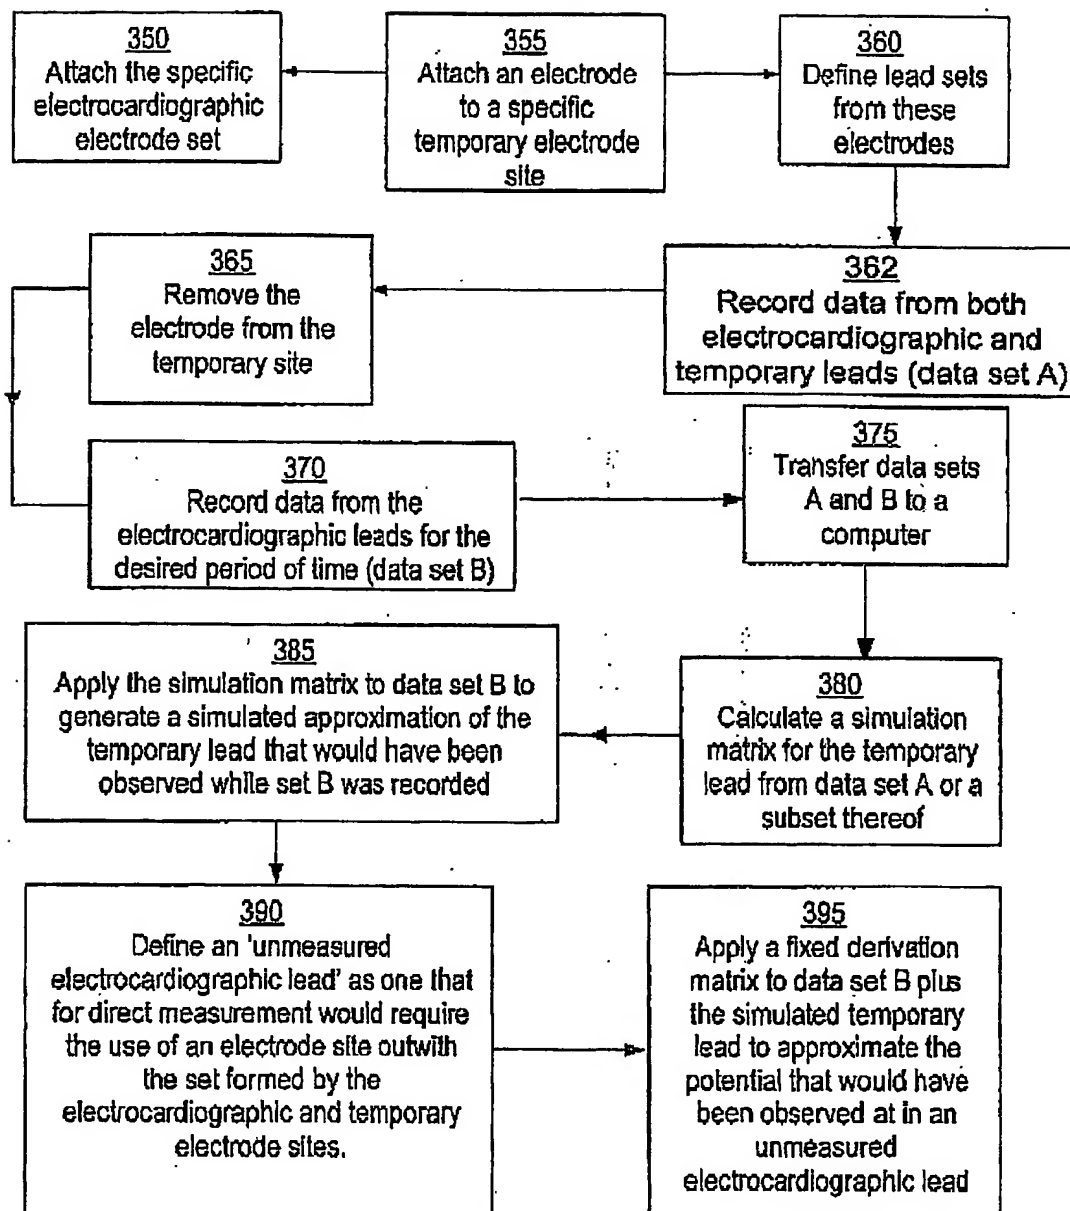 350
Attach the specific
electrocardiographic
electrode set
355
Attach an electrode
to a specific
temporary electrode
site
360
Define lead sets
from these
electrodes
362
Record data from both
electrocardiographic and
temporary leads (data set A)
365
Remove the
electrode from the
temporary site
370
Record data from the
electrocardiographic leads for the
desired period of time (data set B)
375
Transfer data sets
A and B to a
computer
380
Calculate a simulation
matrix for the temporary
lead from data set A or a
subset thereof
385
Apply the simulation matrix to data set B to
generate a simulated approximation of the
temporary lead that would have been
observed while set B was recorded
390
Define an 'unmeasured
electrocardiographic lead' as one that
for direct measurement would require
the use of an electrode site outwith
the set formed by the
electrocardiographic and temporary
electrode sites.
395
Apply a fixed derivation
matrix to data set B plus
the simulated temporary
lead to approximate the
potential that would have
been observed at in an
unmeasured
electrocardiographic lead